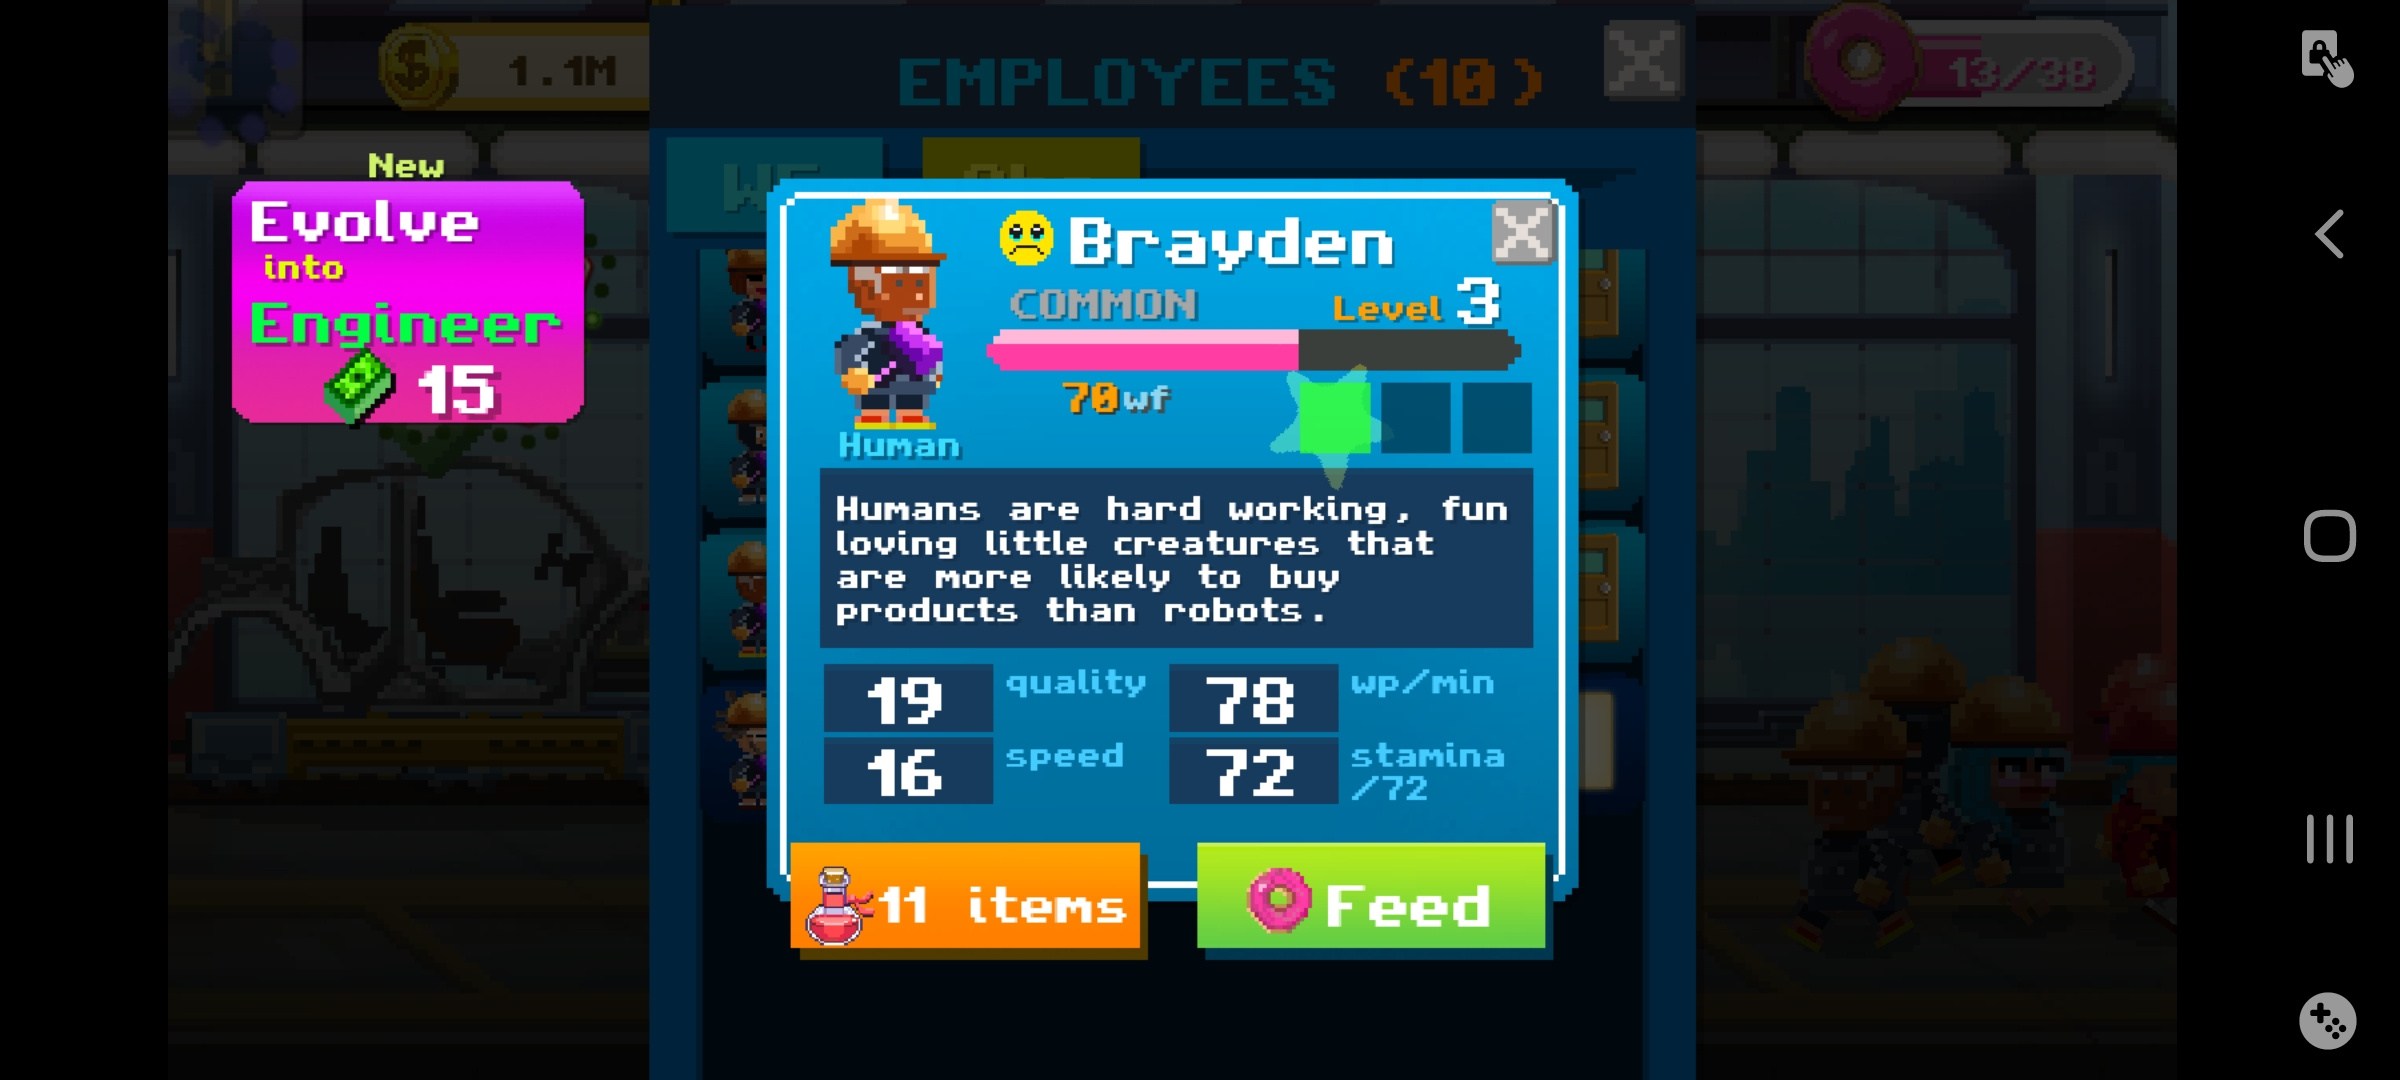 1.1M
EMPLOYEES (10)
13/38
New
Evolve
into
Engineer
15
Brayden
COMMON
Level 3
70wf
Human
Humans are hard working, fun
loving little creatures that
are more likely to buy
products than robots.
19 quality
78 wp/min
16 speed
72 stamina
/72
11 items
Feed